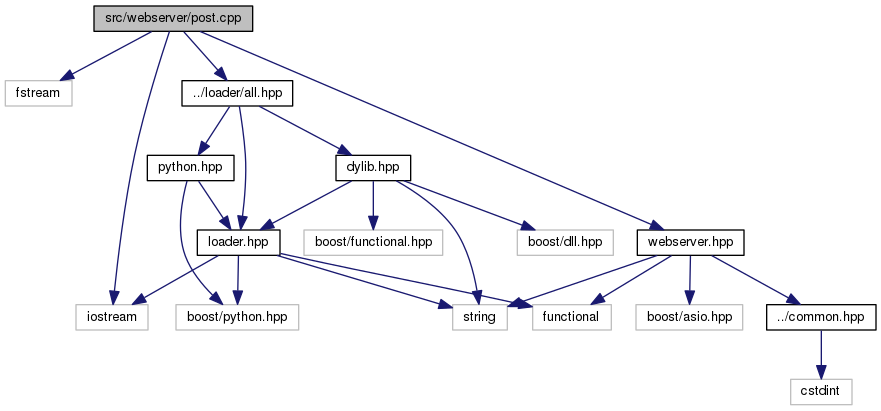 src/webserver/post.cpp
fstream
../loader/all.hpp
python.hpp
dylib.hpp
loader.hpp
boost/functional.hpp
boost/dll.hpp
webserver.hpp
iostream
boost/python.hpp
string
functional
boost/asio.hpp
../common.hpp
cstdint